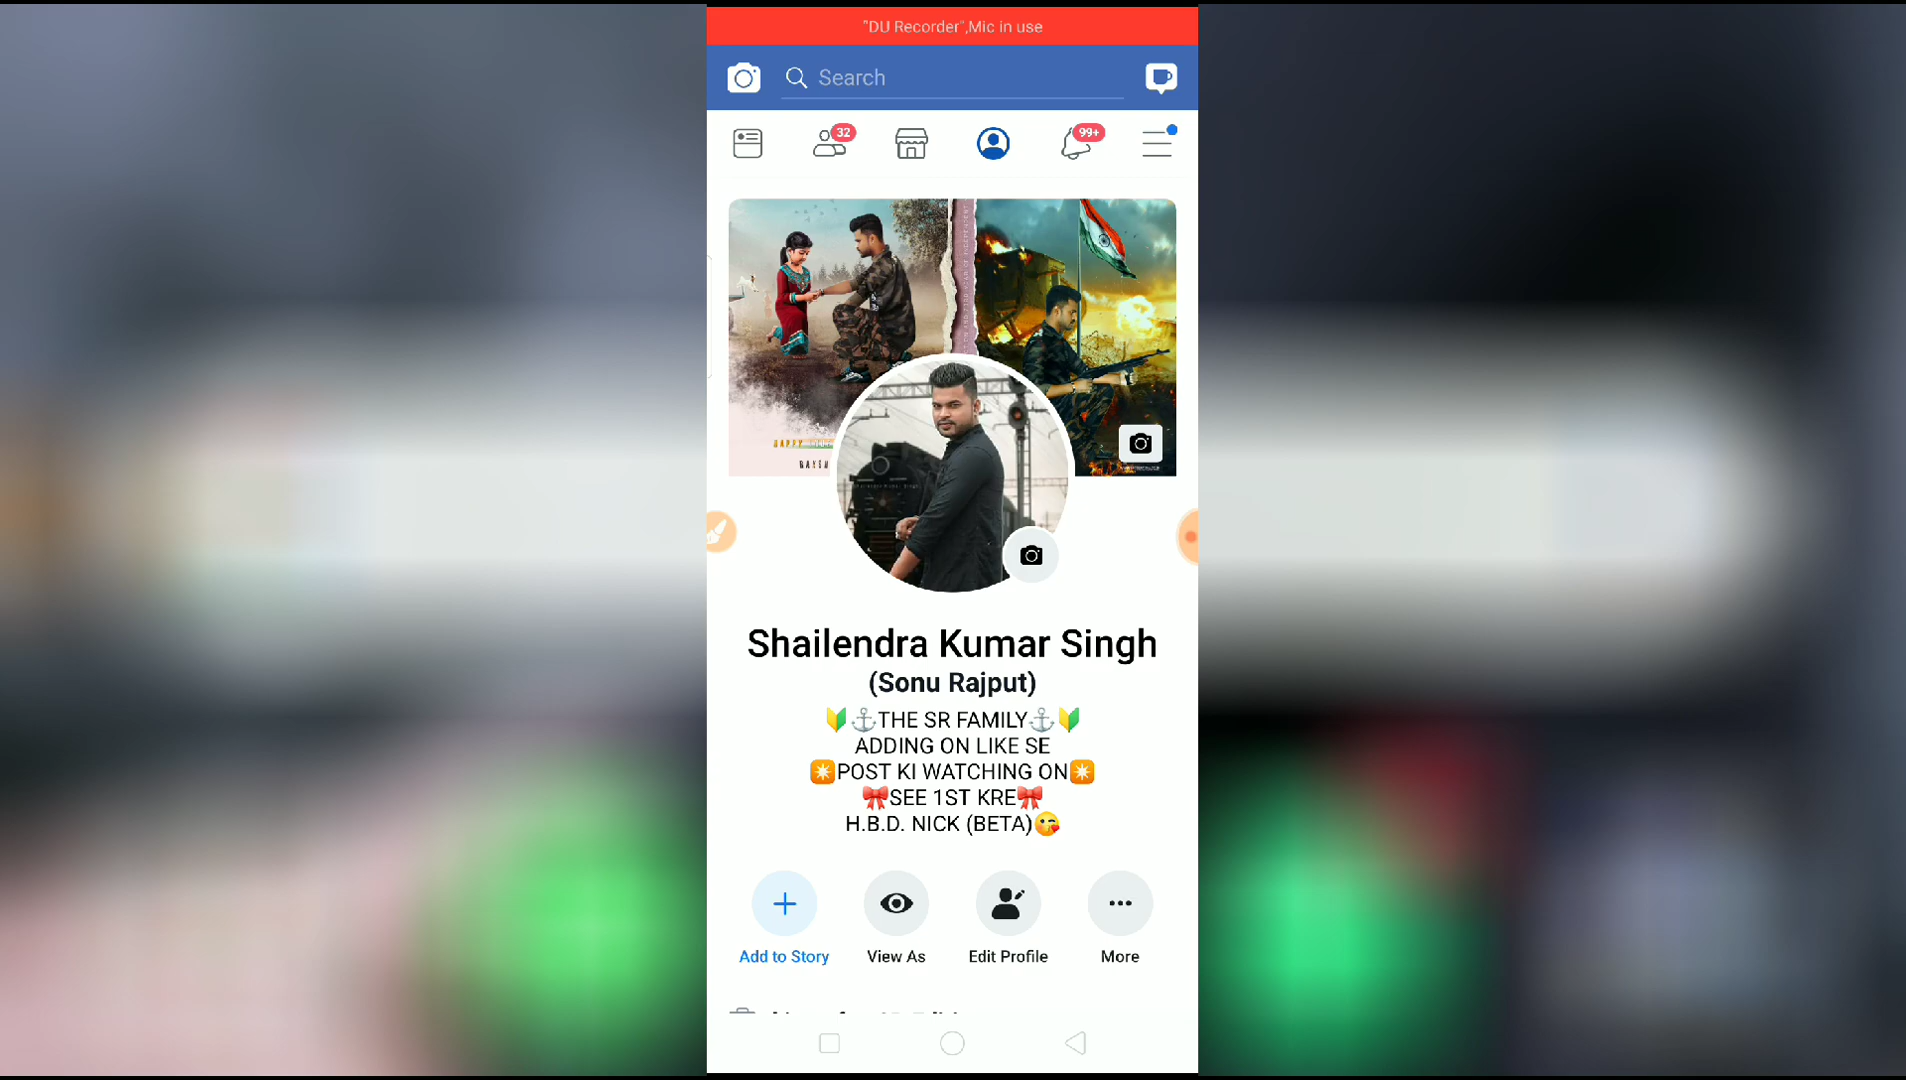 "DU Recorder",Mic in use
Search
32
99+
HAPPY
Shailendra Kumar Singh
(Sonu Rajput)
🔰⚓THE SR FAMILY⚓🔰
ADDING ON LIKE SE
✴️POST KI WATCHING ON✴️
🎀SEE 1ST KRE🎀
H.B.D. NICK (BETA)😘
Add to Story
View As
Edit Profile
More